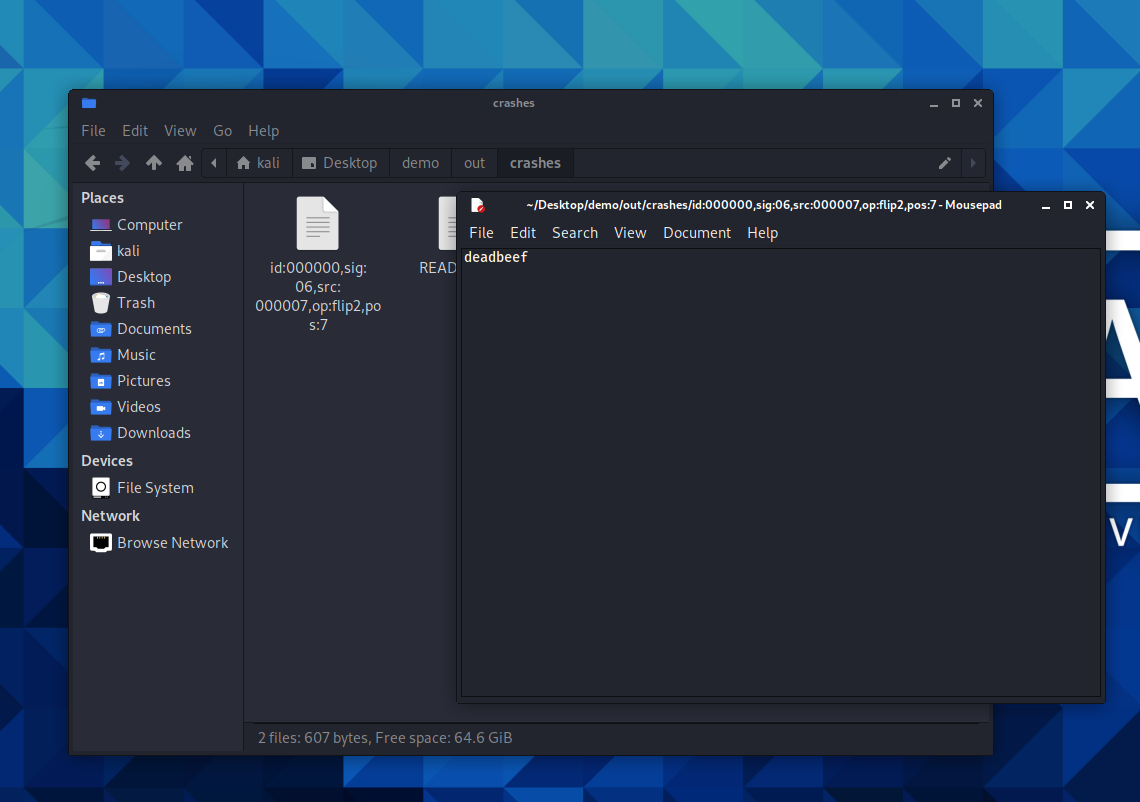 crashes
File Edit View Go Help
kali Desktop demo out crashes
Places
Computer
kali
Desktop
Trash
Documents
Music
Pictures
Videos
Downloads
Devices
File System
Network
Browse Network
id:000000,sig:
06,src:
000007,op:flip2,po
s:7
READ
~/Desktop/demo/out/crashes/id:000000,sig:06,src:000007,op:flip2,pos:7 - Mousepad
File Edit Search View Document Help
deadbeef
2 files: 607 bytes, Free space: 64.6 GiB
A
V